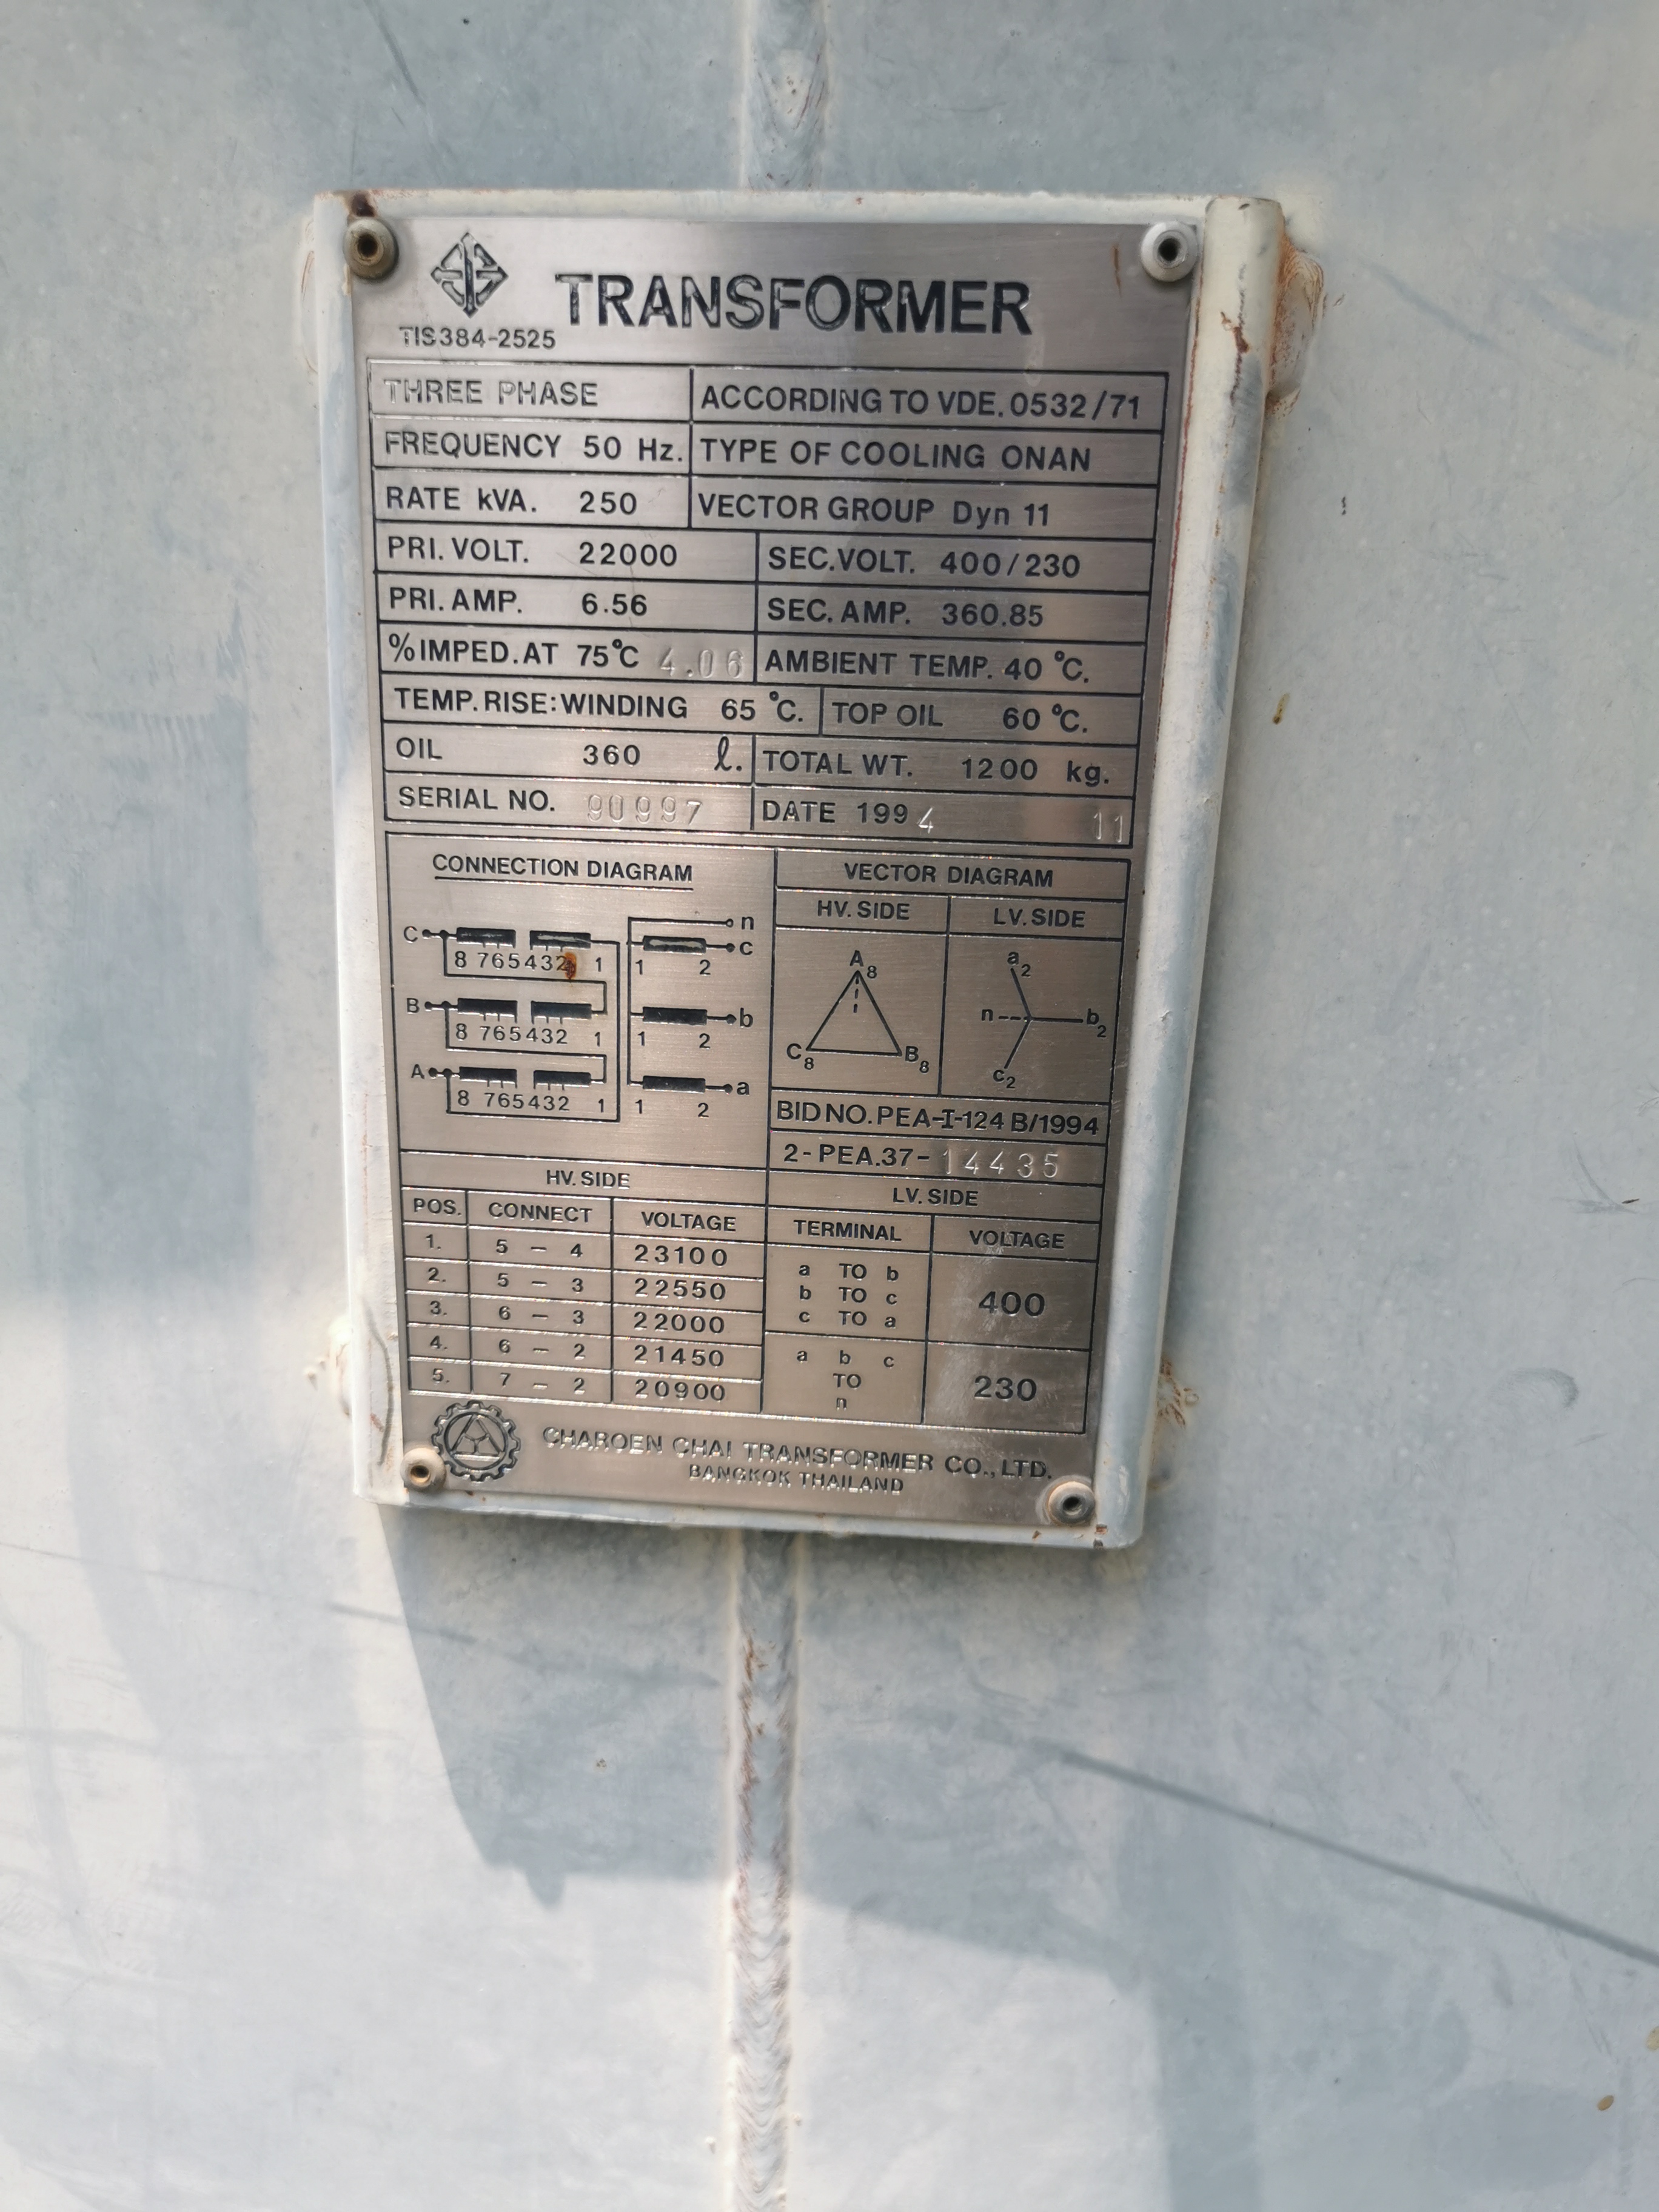 TIS384-2525
TRANSFORMER
THREE PHASE ACCORDING TO VDE. 0532/71
FREQUENCY 50 Hz. TYPE OF COOLING ONAN
RATE kVA. 250 VECTOR GROUP Dyn 11
PRI. VOLT. 22000 SEC.VOLT. 400/230
PRI. AMP. 6.56 SEC. AMP. 360.85
%IMPED.AT 75°C 4.06 AMBIENT TEMP. 40 °C.
TEMP. RISE: WINDING 65 °C. TOP OIL 60 °C.
OIL 360 ℓ. TOTAL WT. 1200 kg.
SERIAL NO. 90997 DATE 1994 11
CONNECTION DIAGRAM
n
C c
8 765432 1 1 2
B b
8 765432 1 1 2
A a
8 765432 1 1 2
VECTOR DIAGRAM
HV. SIDE LV. SIDE
A8 a2
n b2
C8 B8 c2
BID NO. PEA-I-124 B/1994
2- PEA.37- 14435
HV. SIDE
POS. CONNECT VOLTAGE
1. 5 - 4 23100
2. 5 - 3 22550
3. 6 - 3 22000
4. 6 - 2 21450
5. 7 - 2 20900
LV. SIDE
TERMINAL VOLTAGE
a TO b
b TO c 400
c TO a
a b c
TO 230
n
CHAROEN CHAI TRANSFORMER CO., LTD.
BANGKOK THAILAND